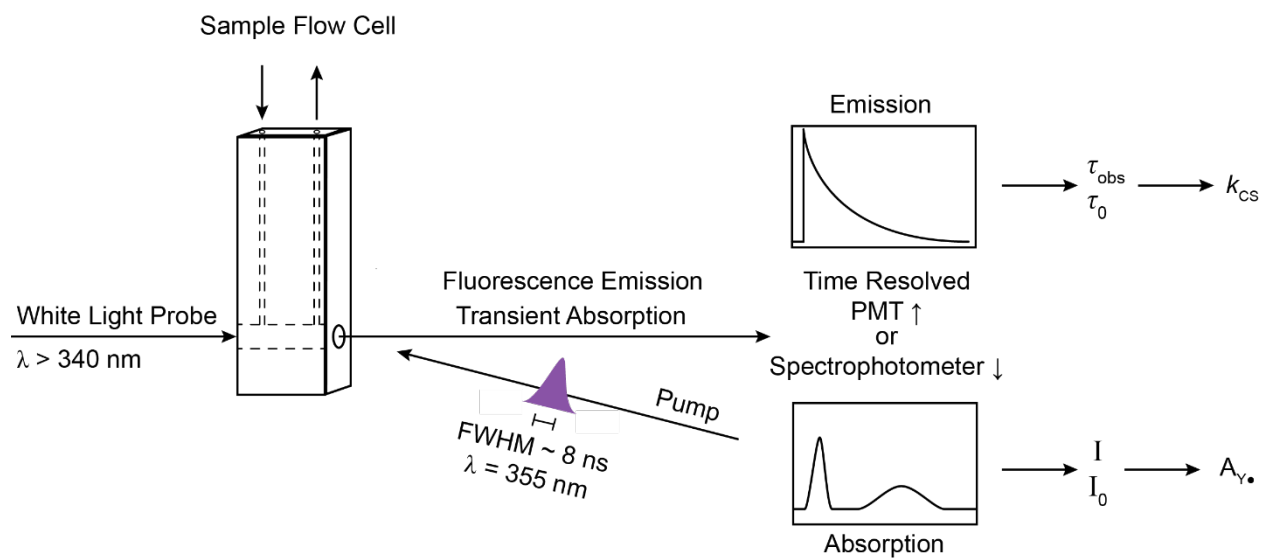 Sample Flow Cell
White Light Probe
λ > 340 nm
Fluorescence Emission
Transient Absorption
Pump
FWHM ~ 8 ns
λ = 355 nm
Emission
τobs
τ0
kCS
Time Resolved
PMT ↑
or
Spectrophotometer ↓
I
I0
AY•
Absorption